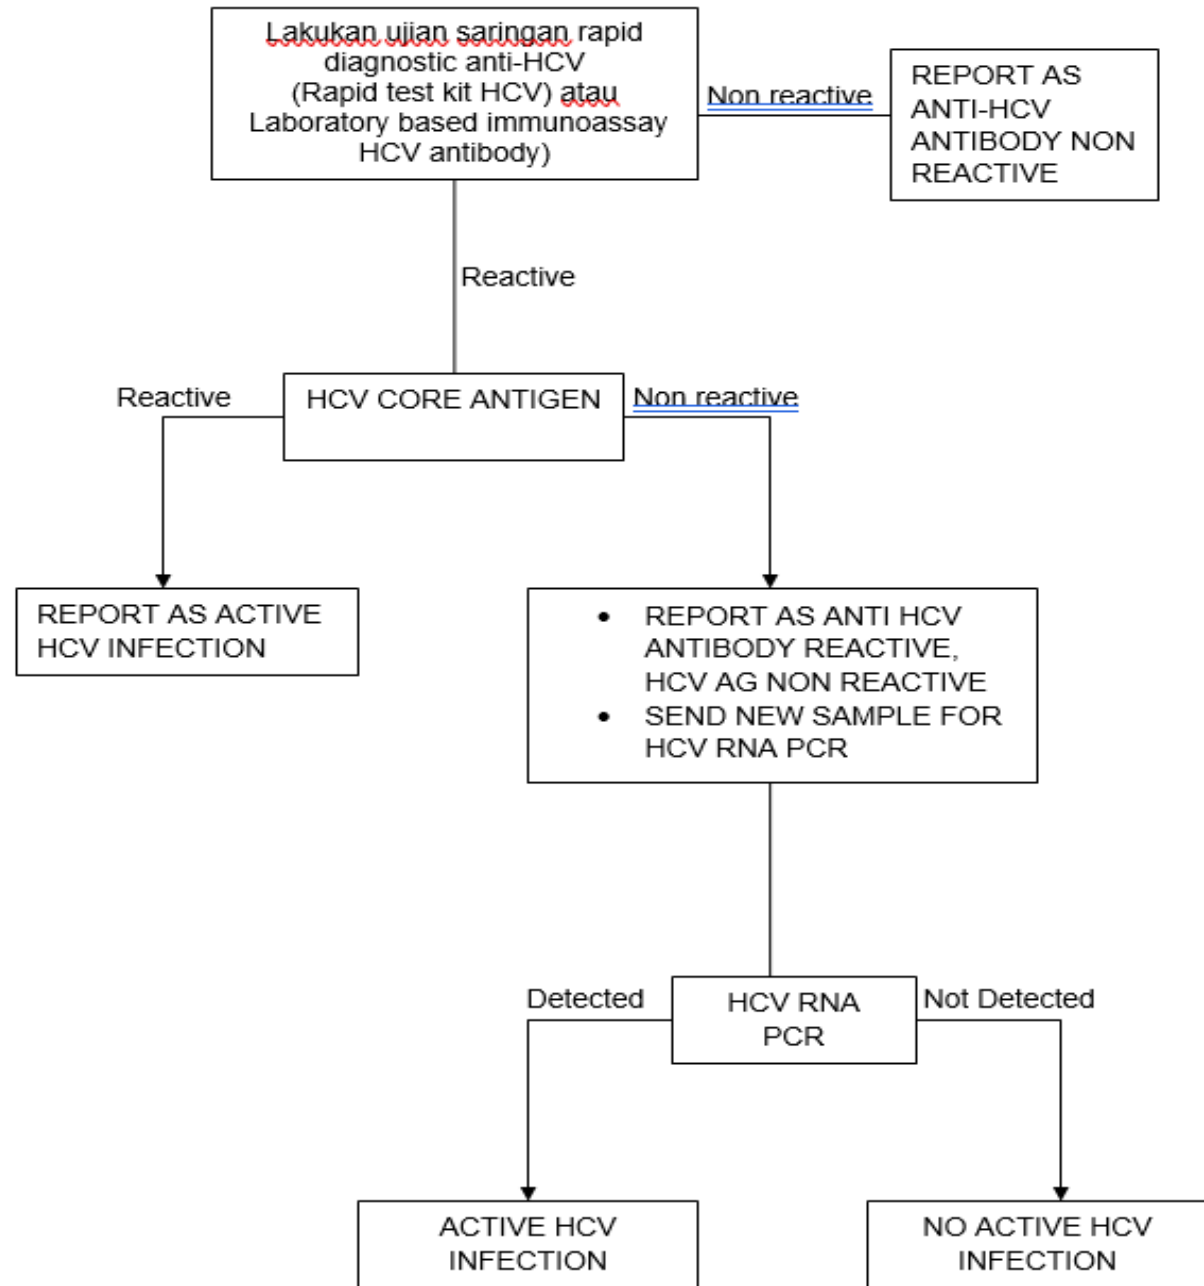 Lakukan ujian saringan rapid
diagnostic anti-HCV
(Rapid test kit HCV) atau
Laboratory based immunoassay
HCV antibody)
Non reactive
REPORT AS
ANTI-HCV
ANTIBODY NON
REACTIVE
Reactive
Reactive
HCV CORE ANTIGEN
Non reactive
REPORT AS ACTIVE
HCV INFECTION
• REPORT AS ANTI HCV
ANTIBODY REACTIVE,
HCV AG NON REACTIVE
• SEND NEW SAMPLE FOR
HCV RNA PCR
Detected
HCV RNA
PCR
Not Detected
ACTIVE HCV
INFECTION
NO ACTIVE HCV
INFECTION